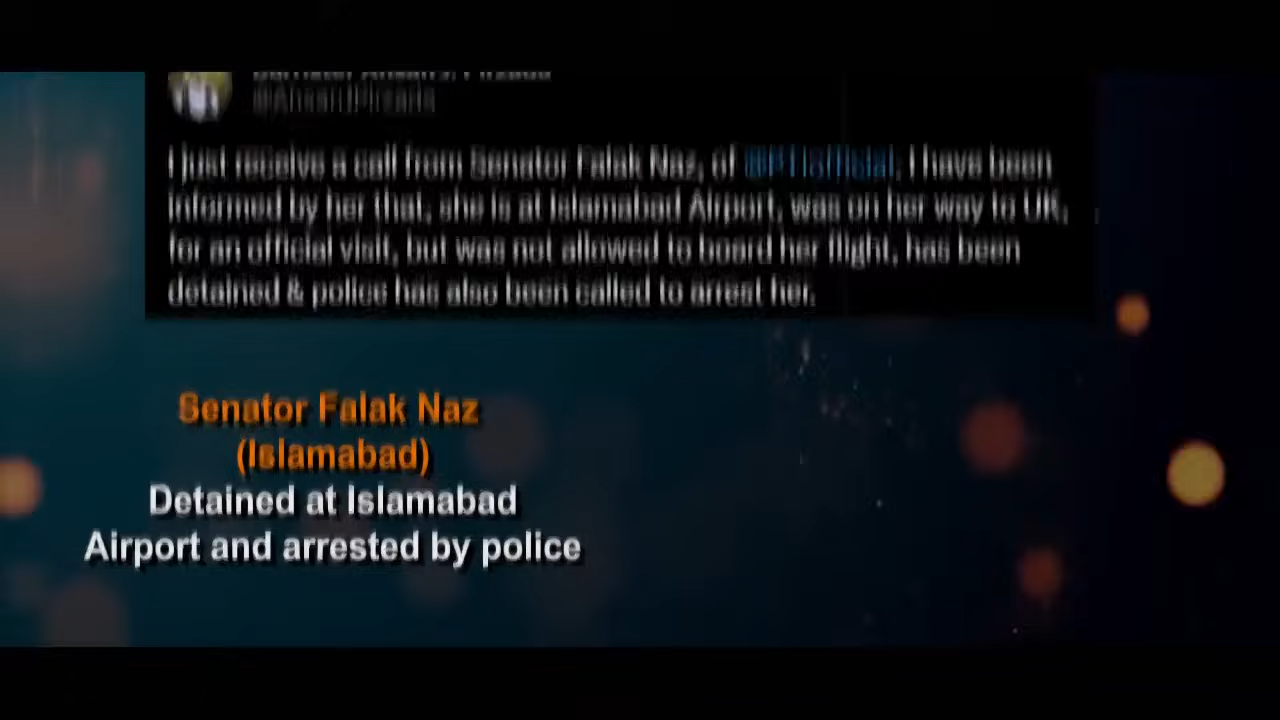 I just receive a call from Senator Falak Naz, of @PTIofficial. I have been
informed by her that, she is at Islamabad Airport, was on her way to UK,
for an official visit, but was not allowed to board her flight, has been
detained & police has also been called to arrest her.
Senator Falak Naz
(Islamabad)
Detained at Islamabad
Airport and arrested by police